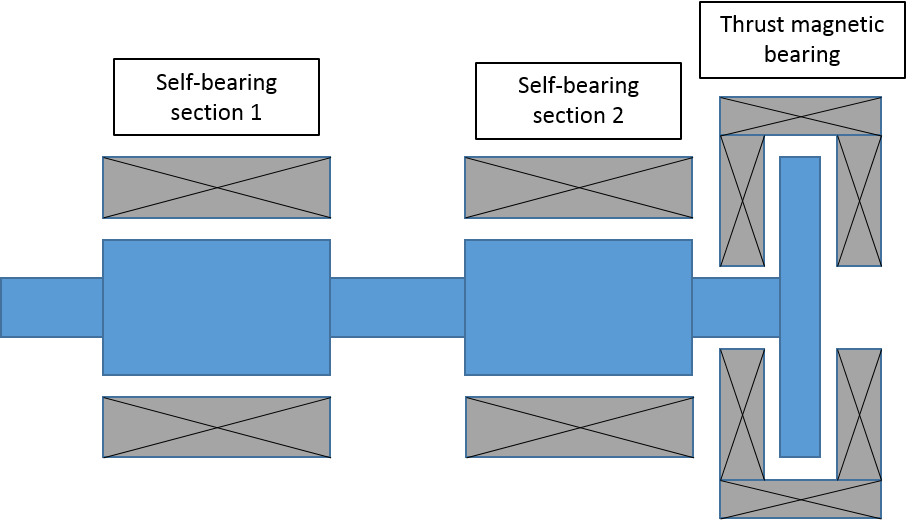 Thrust magnetic
bearing
Self-bearing
section 1
Self-bearing
section 2